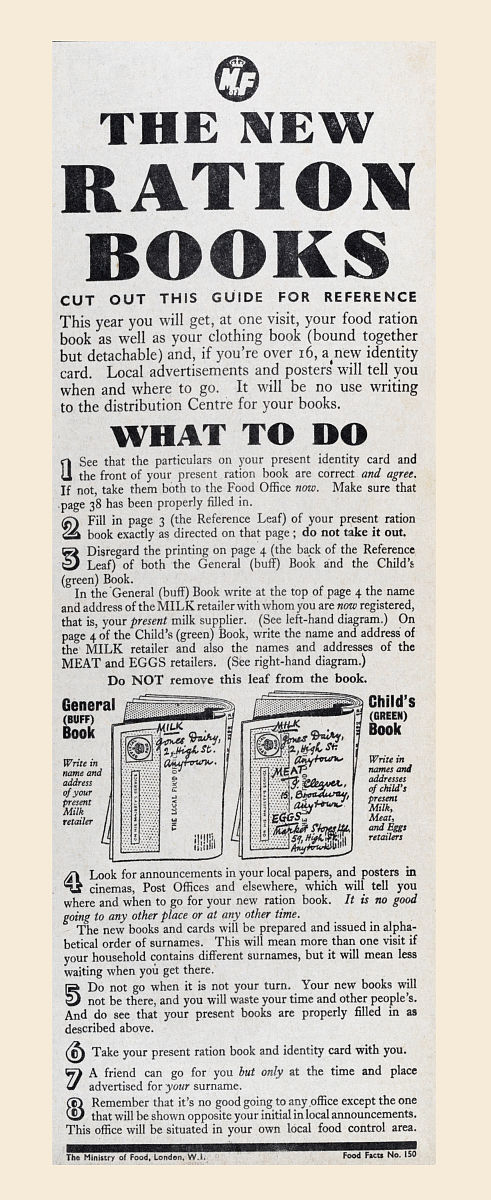 MF
THE NEW
RATION
BOOKS
CUT OUT THIS GUIDE FOR REFERENCE
This year you will get, at one visit, your food ration
book as well as your clothing book (bound together
but detachable) and, if you're over 16, a new identity
card. Local advertisements and posters will tell you
when and where to go. It will be no use writing
to the distribution Centre for your books.
WHAT TO DO
1 See that the particulars on your present identity card and
the front of your present ration book are correct and agree.
If not, take them both to the Food Office now. Make sure that
page 38 has been properly filled in.
2 Fill in page 3 (the Reference Leaf) of your present ration
book exactly as directed on that page; do not take it out.
3 Disregard the printing on page 4 (the back of the Reference
Leaf) of both the General (buff) Book and the Child's
(green) Book.
In the General (buff) Book write at the top of page 4 the name
and address of the MILK retailer with whom you are now registered,
that is, your present milk supplier. (See left-hand diagram.) On
page 4 of the Child's (green) Book, write the name and address of
the MILK retailer and also the names and addresses of the
MEAT and EGGS retailers. (See right-hand diagram.)
Do NOT remove this leaf from the book.
General
(BUFF)
Book
Write in
name and
address
of your
present
Milk
retailer
MILK
Jones Dairy,
2, High St.
Anytown.
ON HIS MAJESTY'S SERVICE
THE LOCAL FOOD OF
MILK
Jones Dairy,
2, High St.
Anytown
MEAT
J. Cleaver,
15, Broadway,
Anytown
EGGS
Market Stores Ltd.
59, High St.
Anytown
ON HIS MAJESTY'S SERVICE
Child's
(GREEN)
Book
Write in
names and
addresses
of child's
present
Milk,
Meat,
and Eggs
retailers
4 Look for announcements in your local papers, and posters in
cinemas, Post Offices and elsewhere, which will tell you
where and when to go for your new ration book. It is no good
going to any other place or at any other time.
The new books and cards will be prepared and issued in alpha-
betical order of surnames. This will mean more than one visit if
your household contains different surnames, but it will mean less
waiting when you get there.
5 Do not go when it is not your turn. Your new books will
not be there, and you will waste your time and other people's.
And do see that your present books are properly filled in as
described above.
6 Take your present ration book and identity card with you.
7 A friend can go for you but only at the time and place
advertised for your surname.
8 Remember that it's no good going to any office except the one
that will be shown opposite your initial in local announcements.
This office will be situated in your own local food control area.
The Ministry of Food, London, W.1.
Food Facts No. 150